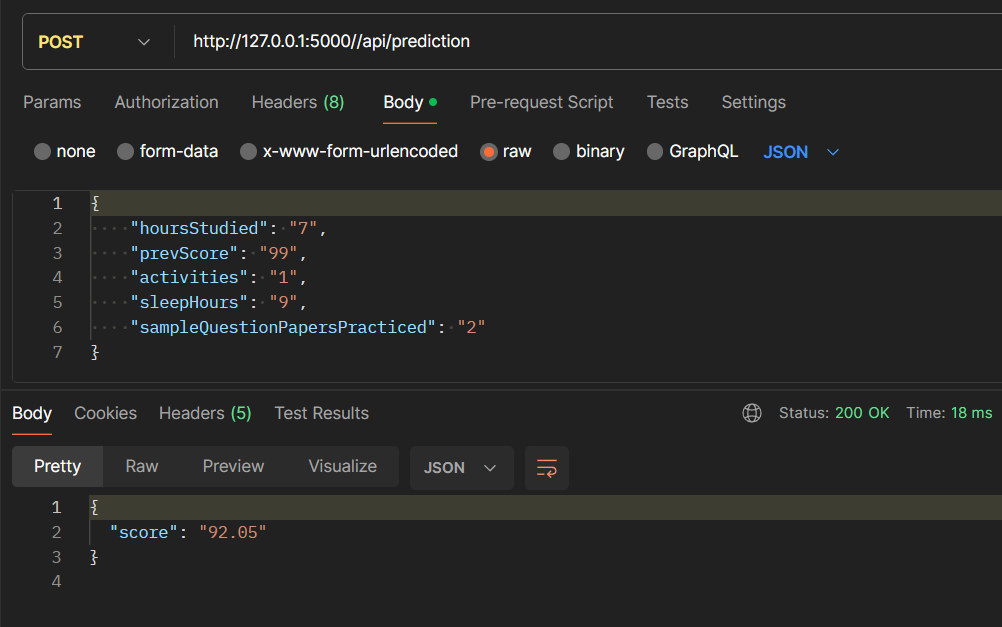 POST http://127.0.0.1:5000//api/prediction
Params Authorization Headers (8) Body Pre-request Script Tests Settings
none form-data x-www-form-urlencoded raw binary GraphQL JSON
1 {
2 "hoursStudied": "7",
3 "prevScore": "99",
4 "activities": "1",
5 "sleepHours": "9",
6 "sampleQuestionPapersPracticed": "2"
7 }
Body Cookies Headers (5) Test Results Status: 200 OK Time: 18 ms
Pretty Raw Preview Visualize JSON
1 {
2 "score": "92.05"
3 }
4